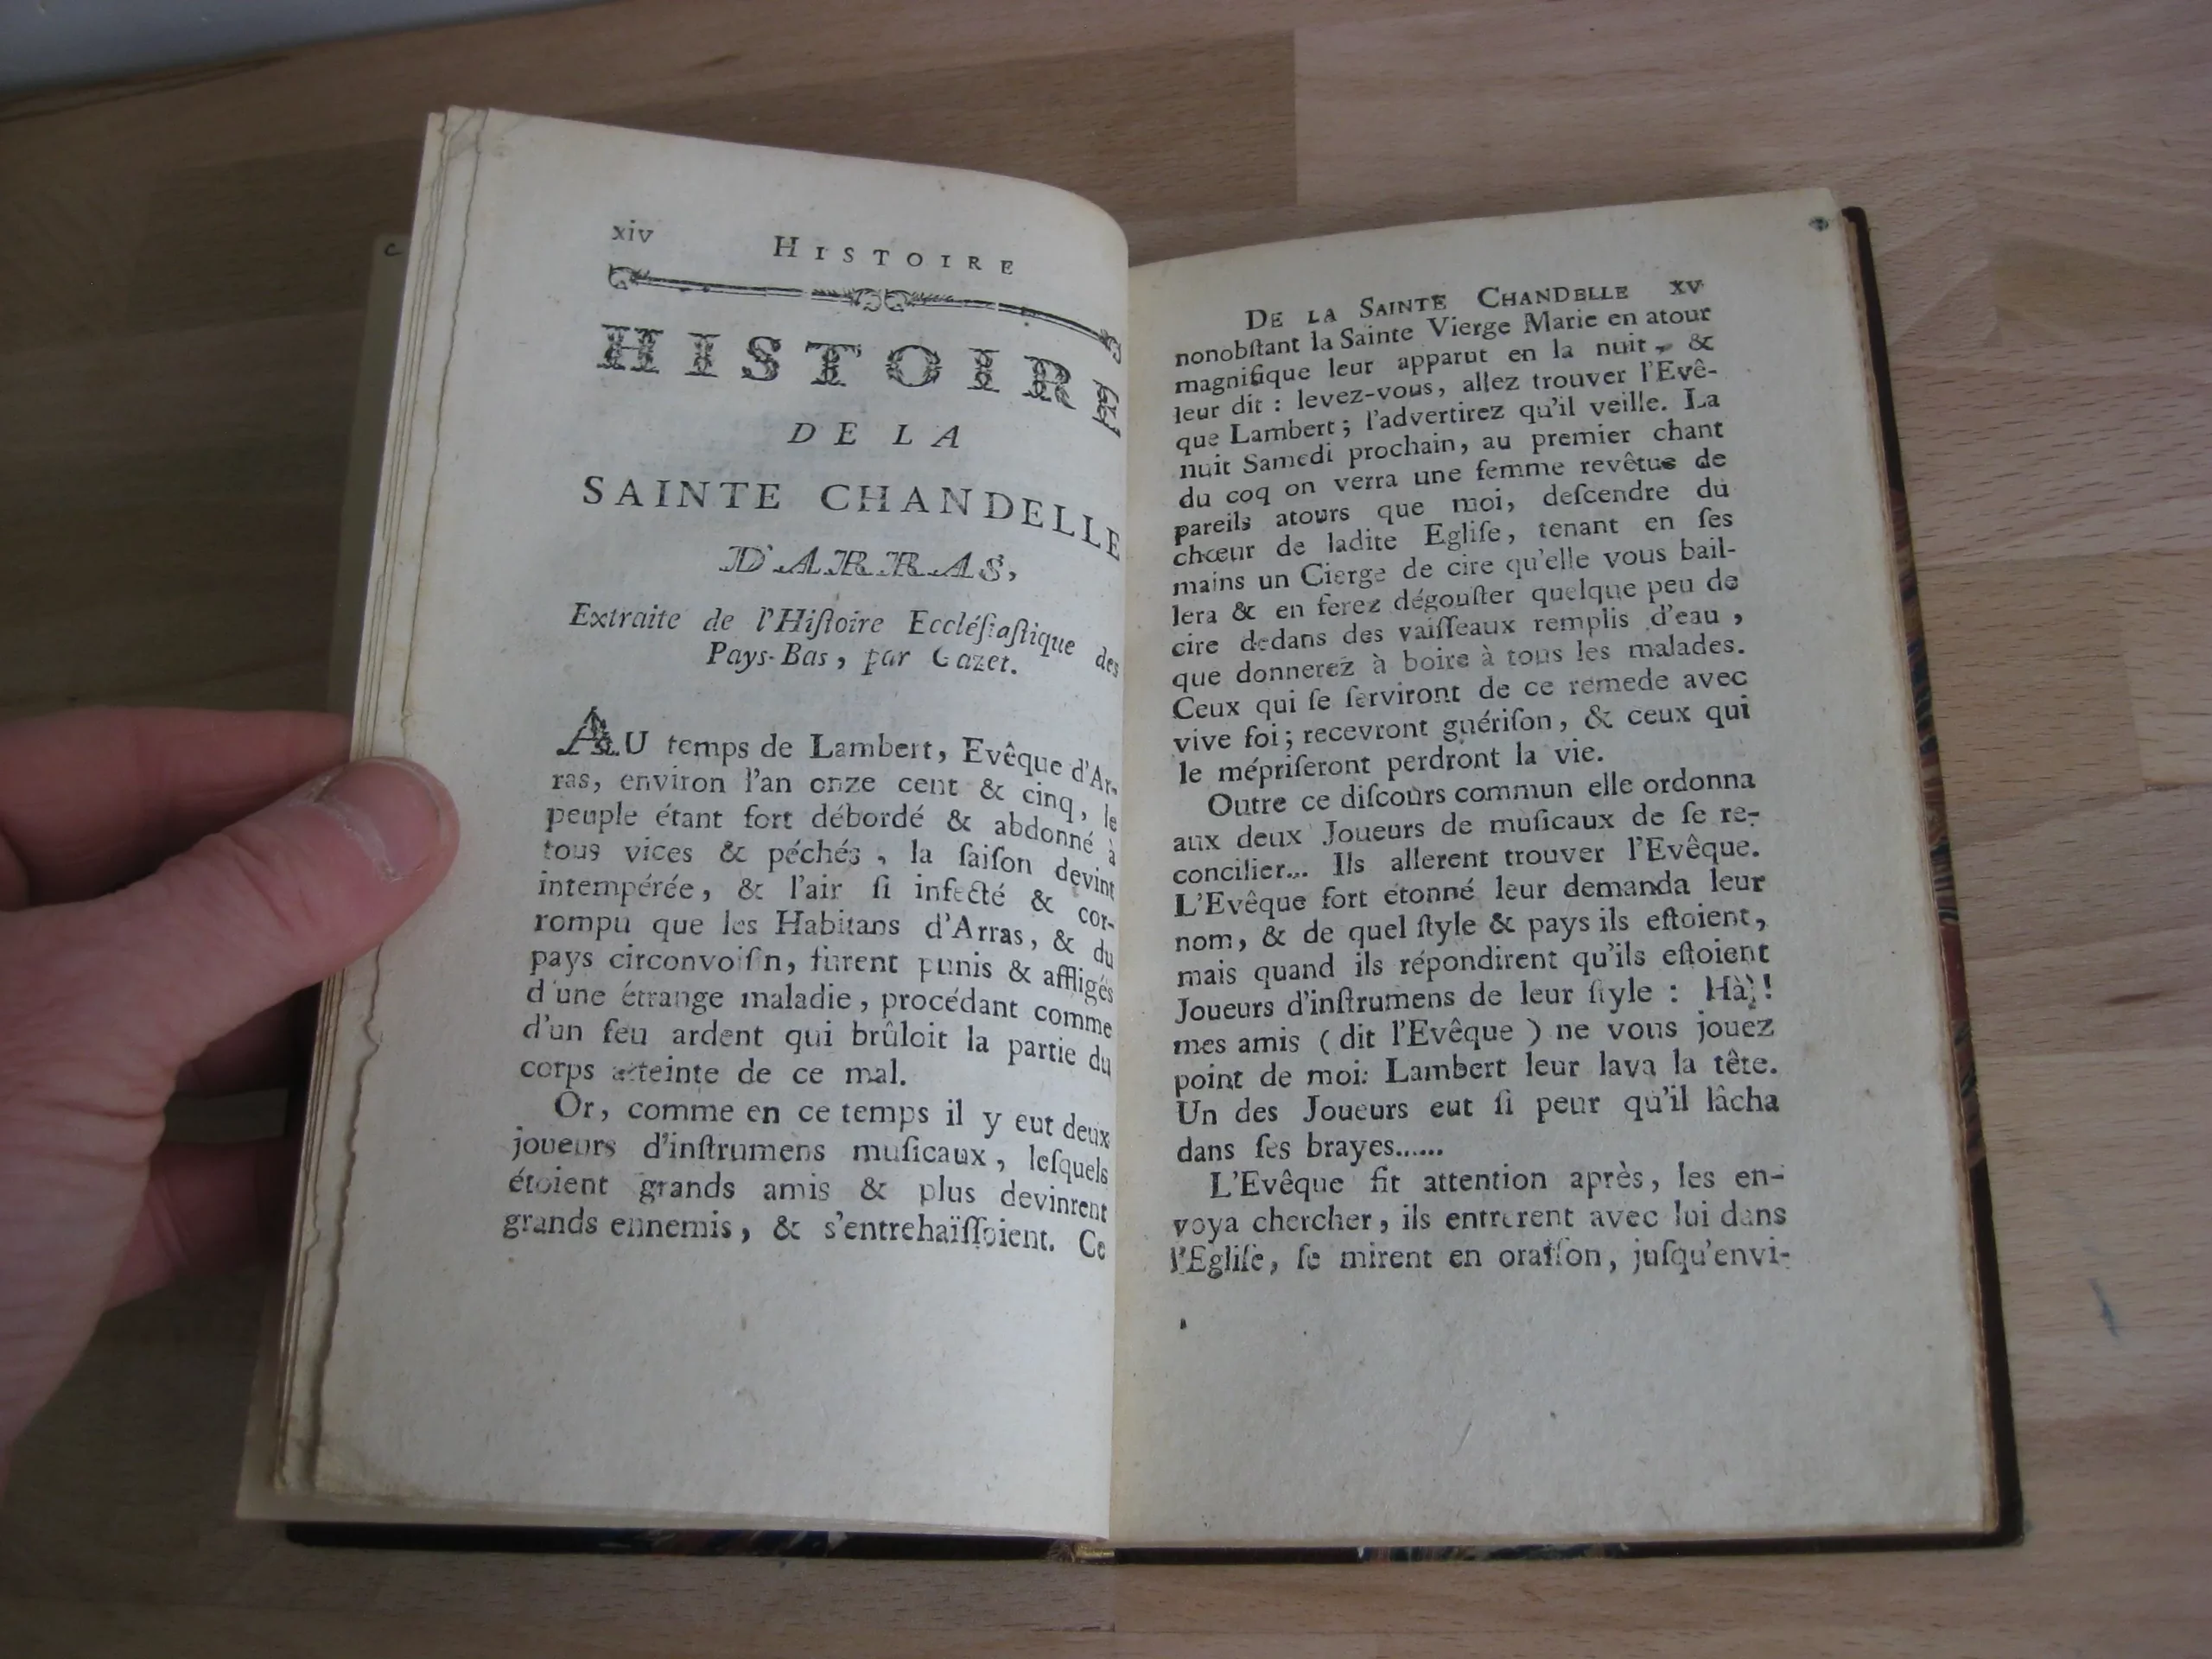 xiv HISTOIRE
HISTOIRE
DE LA
SAINTE CHANDELLE
D'ARRAS,
Extraite de l'Hiſtoire Eccléſiaſtique des
Pays-Bas, par Gazet.
AU temps de Lambert, Evêque d'Ar-
ras, environ l'an onze cent & cinq, le
peuple étant fort débordé & abdonné à
tous vices & péchés, la ſaiſon devint
intempérée, & l'air ſi infecté & cor-
rompu que les Habitans d'Arras, & du
pays circonvoiſin, furent punis & affligés
d'une étrange maladie, procédant comme
d'un feu ardent qui brûloit la partie du
corps atteinte de ce mal.
Or, comme en ce temps il y eut deux
joueurs d'inſtrumens muſicaux, leſquels
étoient grands amis & plus devinrent
grands ennemis, & s'entrehaïſſoient. Ce
DE LA SAINTE CHANDELLE xv
nonobſtant la Sainte Vierge Marie en atour
magnifique leur apparut en la nuit, &
leur dit : levez-vous, allez trouver l'Evê-
que Lambert ; l'advertirez qu'il veille. La
nuit Samedi prochain, au premier chant
du coq on verra une femme revêtue de
pareils atours que moi, deſcendre du
chœur de ladite Egliſe, tenant en ſes
mains un Cierge de cire qu'elle vous bail-
lera & en ferez dégouſter quelque peu de
cire dedans des vaiſſeaux remplis d'eau,
que donnerez à boire à tous les malades.
Ceux qui ſe ſerviront de ce remede avec
vive foi ; recevront guériſon, & ceux qui
le mépriſeront perdront la vie.
Outre ce diſcours commun elle ordonna
aux deux Joueurs de muſicaux de ſe re-
concilier... Ils allerent trouver l'Evêque.
L'Evêque fort étonné leur demanda leur
nom, & de quel ſtyle & pays ils eſtoient,
mais quand ils répondirent qu'ils eſtoient
Joueurs d'inſtrumens de leur ſtyle : Hà !
mes amis ( dit l'Evêque ) ne vous jouez
point de moi: Lambert leur lava la tête.
Un des Joueurs eut ſi peur qu'il lâcha
dans ſes brayes......
L'Evêque fit attention après, les en-
voya chercher, ils entrerent avec lui dans
l'Egliſe, ſe mirent en oraiſon, juſqu'envi-